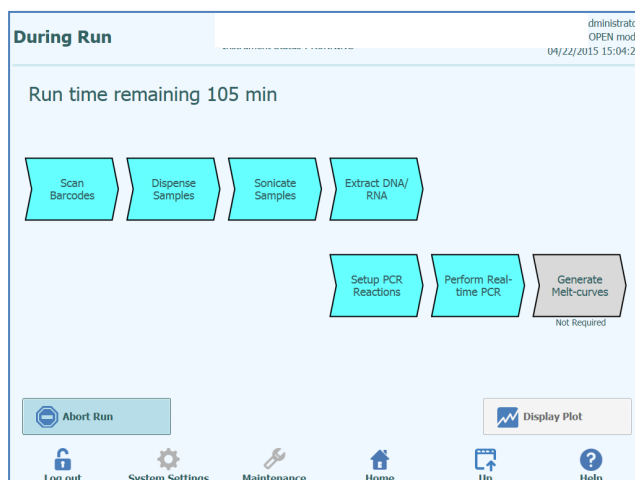 During Run
dministrato
OPEN mod
04/22/2015 15:04:2
Run time remaining 105 min
Scan
Barcodes
Dispense
Samples
Sonicate
Samples
Extract DNA/
RNA
Setup PCR
Reactions
Perform Real-
time PCR
Generate
Melt-curves
Not Required
Abort Run
Display Plot
Log out
System Settings
Maintenance
Home
Up
Help